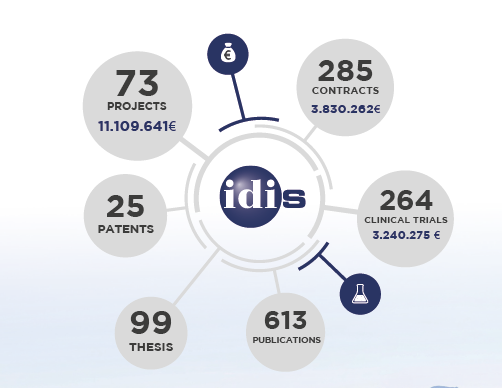 73
PROJECTS
11.109.641€
€
285
CONTRACTS
3.830.262€
25
PATENTS
idis
264
CLINICAL TRIALS
3.240.275 €
99
THESIS
613
PUBLICATIONS